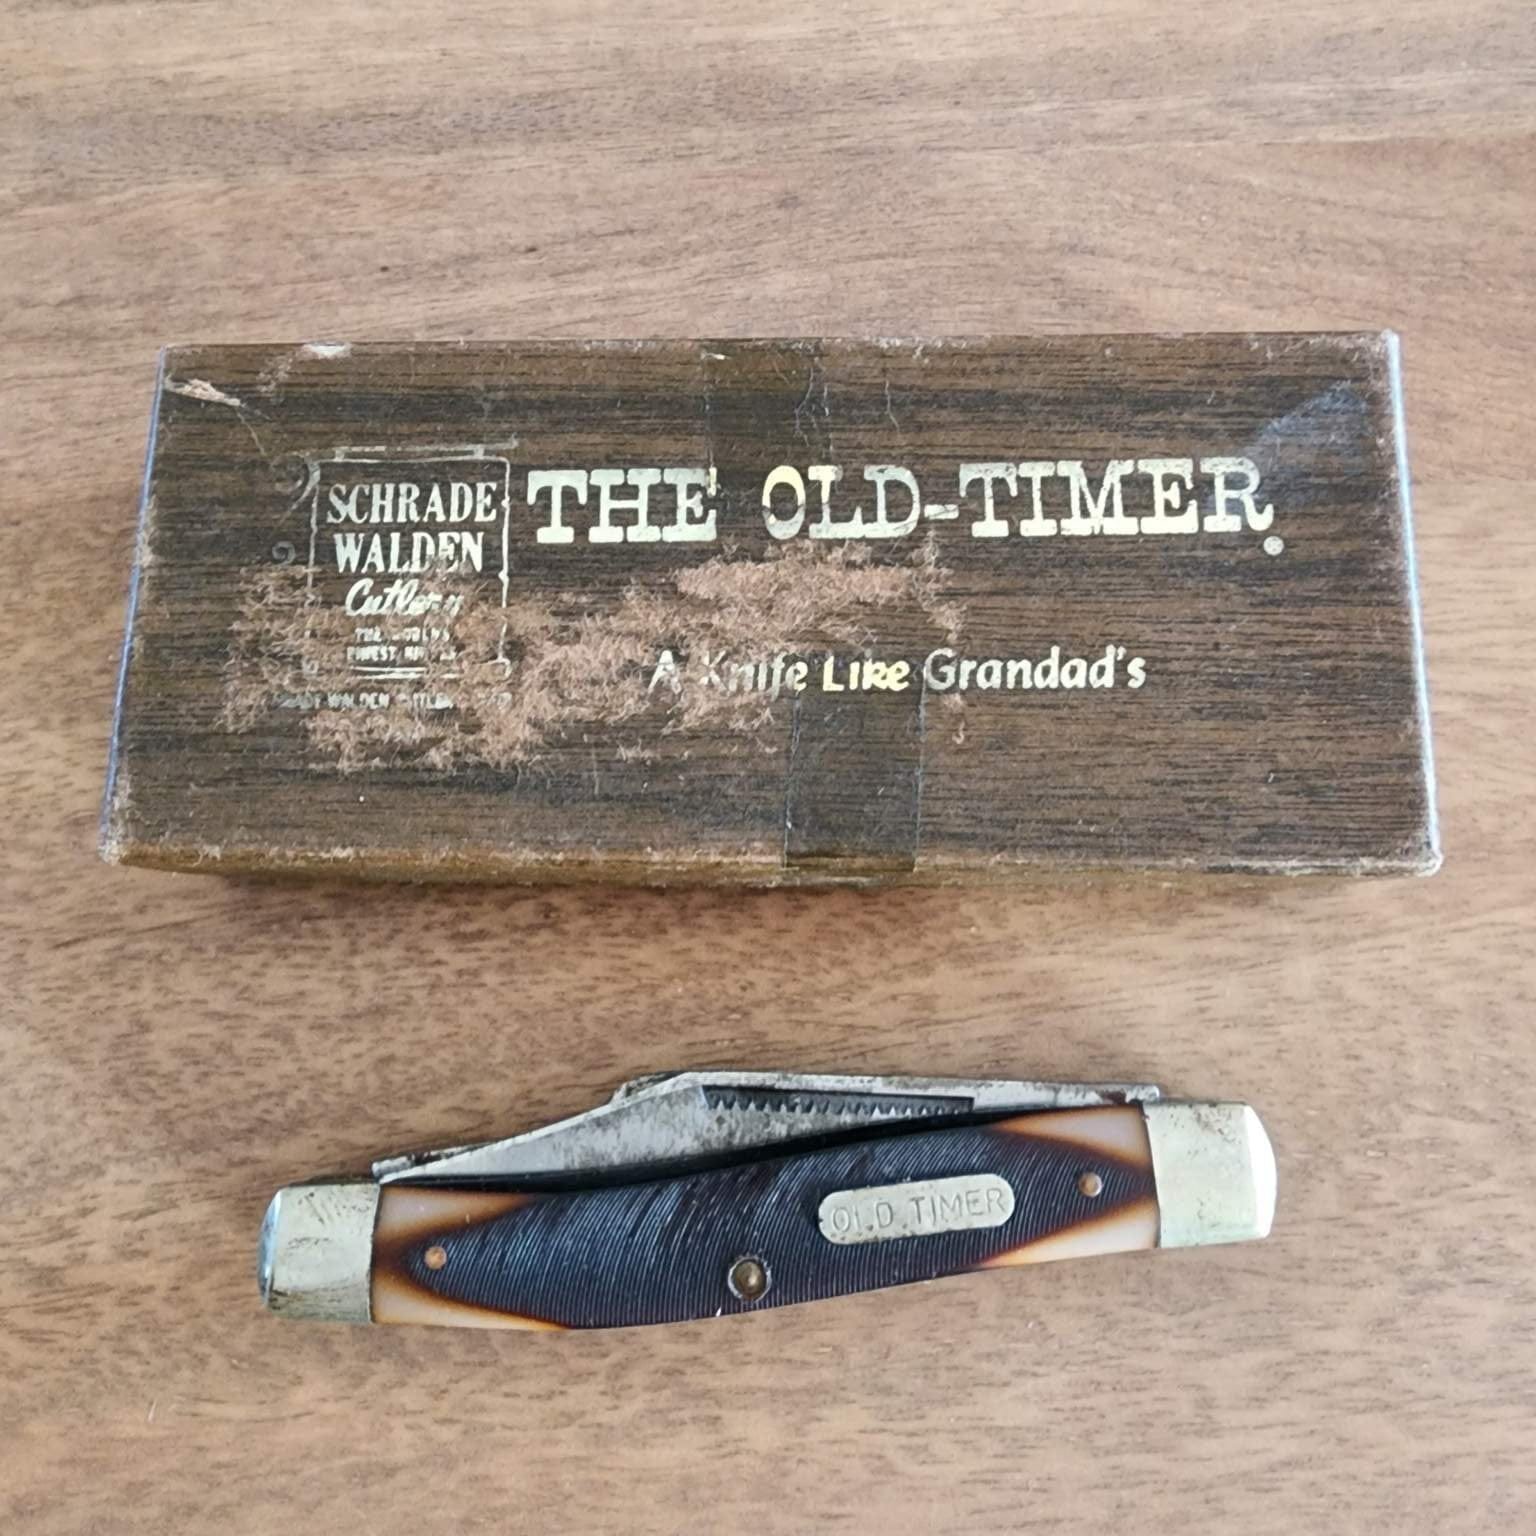 SCHRADE
WALDEN
Cutlery
THE OLD-TIMER®
A Knife Like Grandad's
OLD TIMER